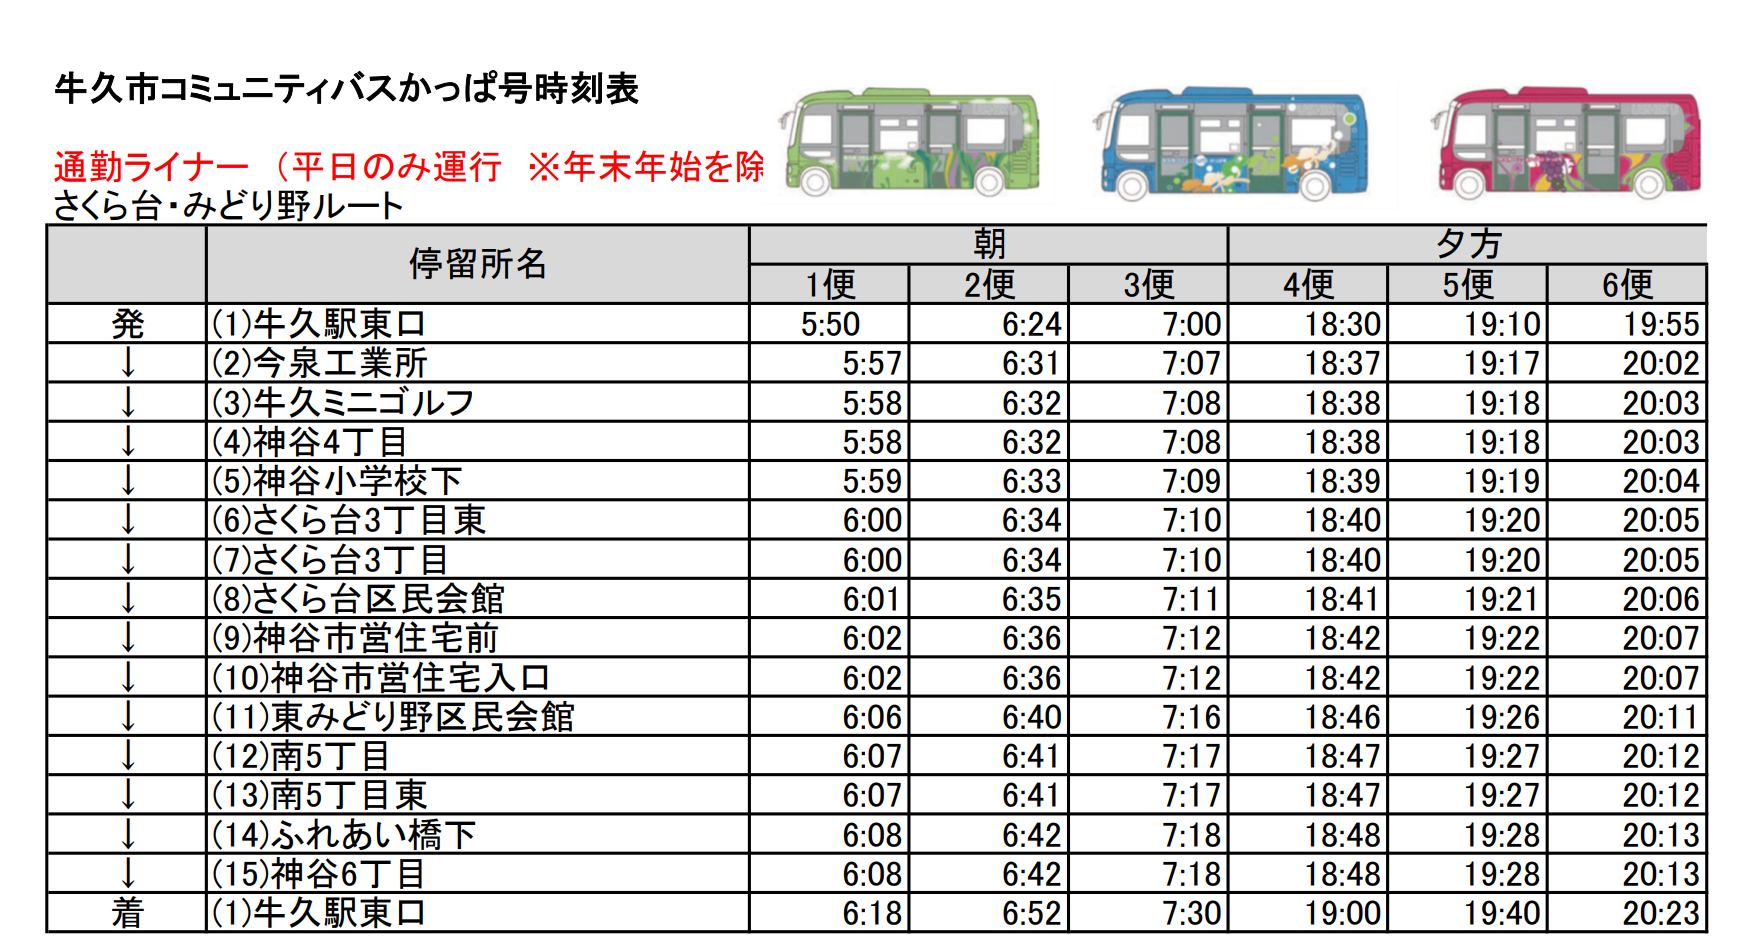 牛久市コミュニティバスかっぱ号時刻表
通勤ライナー （平日のみ運行　※年末年始を除
さくら台・みどり野ルート
停留所名 朝 夕方
1便 2便 3便 4便 5便 6便
発 (1)牛久駅東口 5:50 6:24 7:00 18:30 19:10 19:55
↓ (2)今泉工業所 5:57 6:31 7:07 18:37 19:17 20:02
↓ (3)牛久ミニゴルフ 5:58 6:32 7:08 18:38 19:18 20:03
↓ (4)神谷4丁目 5:58 6:32 7:08 18:38 19:18 20:03
↓ (5)神谷小学校下 5:59 6:33 7:09 18:39 19:19 20:04
↓ (6)さくら台3丁目東 6:00 6:34 7:10 18:40 19:20 20:05
↓ (7)さくら台3丁目 6:00 6:34 7:10 18:40 19:20 20:05
↓ (8)さくら台区民会館 6:01 6:35 7:11 18:41 19:21 20:06
↓ (9)神谷市営住宅前 6:02 6:36 7:12 18:42 19:22 20:07
↓ (10)神谷市営住宅入口 6:02 6:36 7:12 18:42 19:22 20:07
↓ (11)東みどり野区民会館 6:06 6:40 7:16 18:46 19:26 20:11
↓ (12)南5丁目 6:07 6:41 7:17 18:47 19:27 20:12
↓ (13)南5丁目東 6:07 6:41 7:17 18:47 19:27 20:12
↓ (14)ふれあい橋下 6:08 6:42 7:18 18:48 19:28 20:13
↓ (15)神谷6丁目 6:08 6:42 7:18 18:48 19:28 20:13
着 (1)牛久駅東口 6:18 6:52 7:30 19:00 19:40 20:23